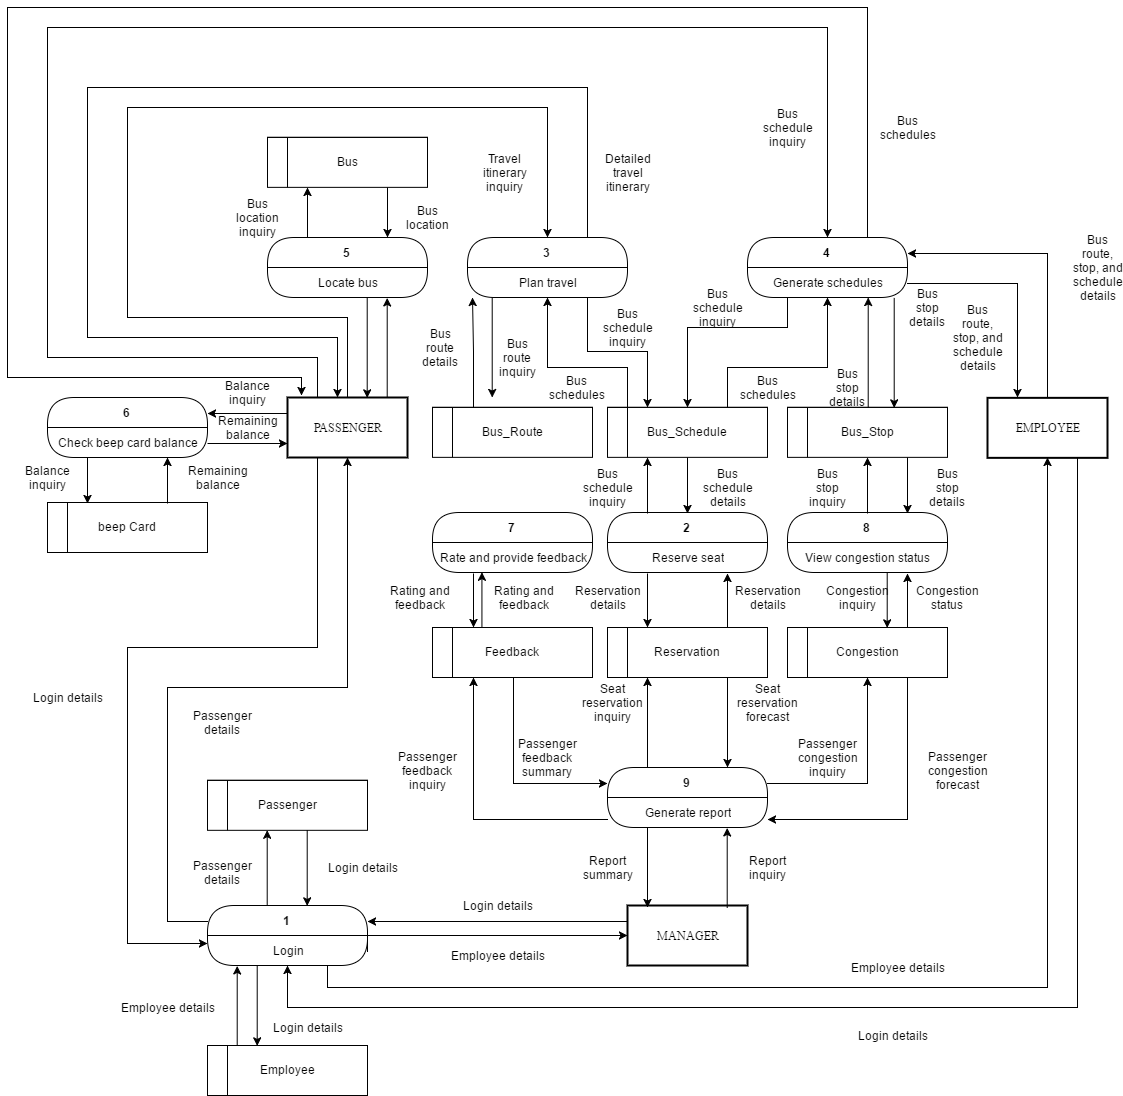 Bus
schedule
inquiry
Bus
schedules
Travel
itinerary
inquiry
Detailed
travel
itinerary
Bus
Bus
location
inquiry
Bus
location
5
Locate bus
3
Plan travel
4
Generate schedules
Bus
route,
stop, and
schedule
details
Bus
route
details
Bus
route
inquiry
Bus
schedule
inquiry
Bus
schedules
Bus
schedule
inquiry
Bus
schedules
Bus
stop
details
Bus
stop
details
Bus
route,
stop, and
schedule
details
Balance
inquiry
Remaining
balance
6
Check beep card balance
PASSENGER
Bus_Route
Bus_Schedule
Bus_Stop
EMPLOYEE
Balance
inquiry
Remaining
balance
beep Card
Bus
schedule
inquiry
Bus
schedule
details
Bus
stop
inquiry
Bus
stop
details
7
Rate and provide feedback
2
Reserve seat
8
View congestion status
Rating and
feedback
Rating and
feedback
Reservation
details
Reservation
details
Congestion
inquiry
Congestion
status
Feedback
Reservation
Congestion
Login details
Passenger
details
Seat
reservation
inquiry
Seat
reservation
forecast
Passenger
feedback
inquiry
Passenger
feedback
summary
Passenger
congestion
inquiry
Passenger
congestion
forecast
9
Generate report
Passenger
Passenger
details
Login details
Report
summary
Report
inquiry
1
Login
Login details
Employee details
MANAGER
Employee details
Employee details
Login details
Login details
Employee